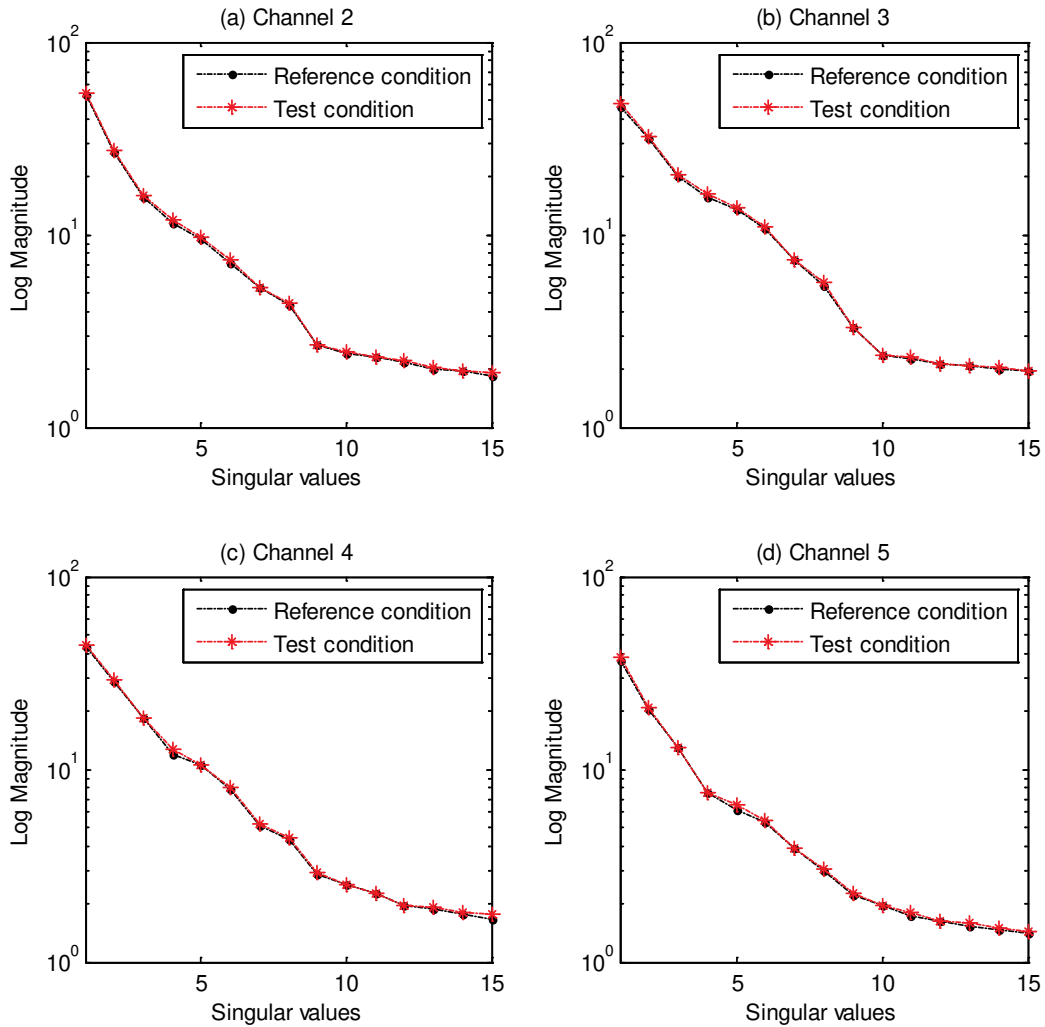 (a) Channel 2
10^2
10^1
10^0
Log Magnitude
Reference condition
Test condition
5
10
15
Singular values
(b) Channel 3
10^2
10^1
10^0
Log Magnitude
Reference condition
Test condition
5
10
15
Singular values
(c) Channel 4
10^2
10^1
10^0
Log Magnitude
Reference condition
Test condition
5
10
15
Singular values
(d) Channel 5
10^2
10^1
10^0
Log Magnitude
Reference condition
Test condition
5
10
15
Singular values